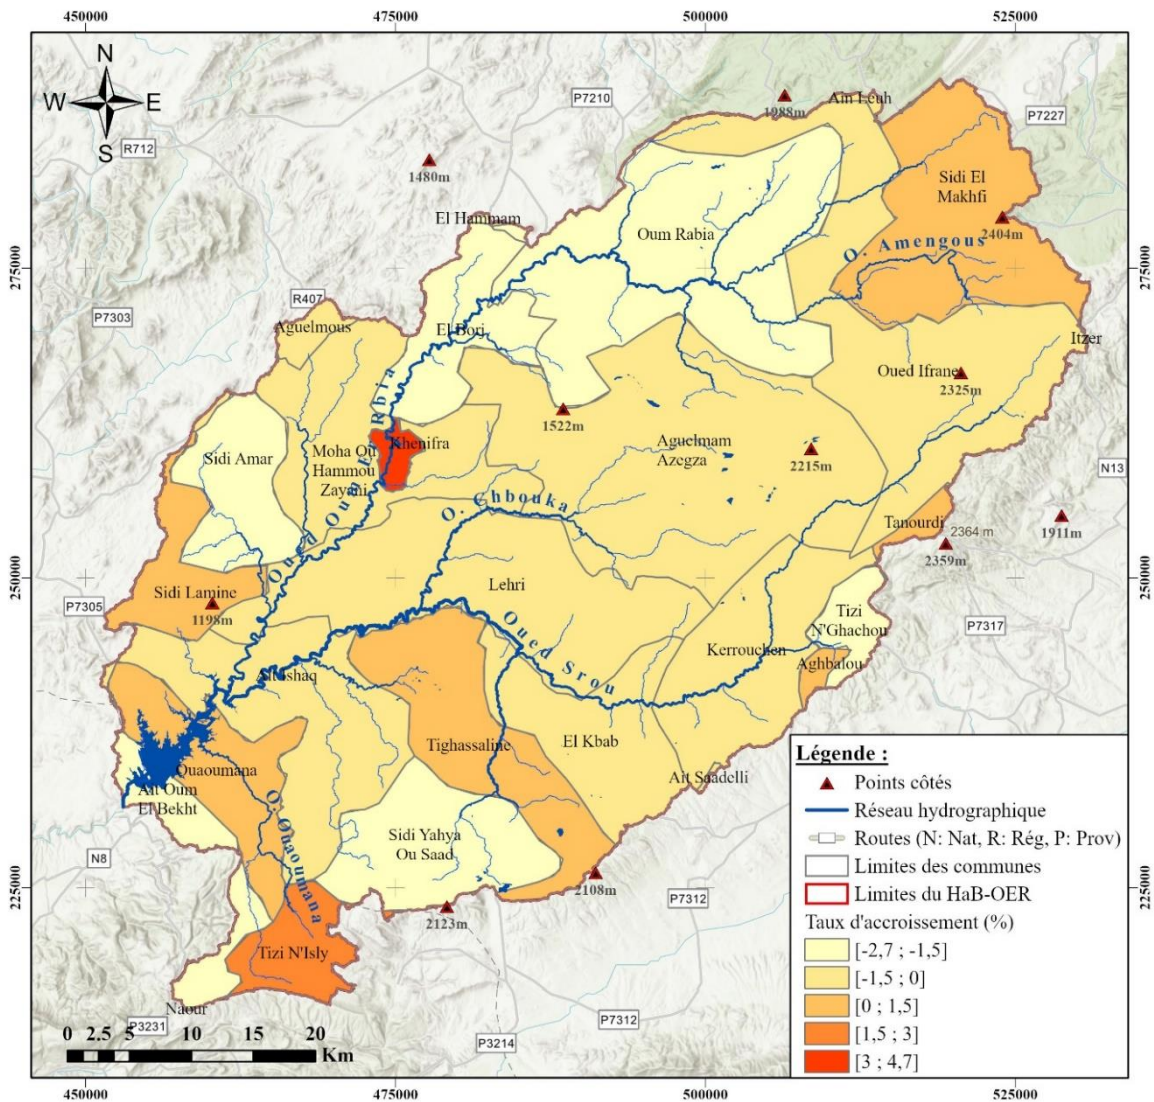 450000
475000
500000
525000
N
W
E
S
P7210
1988m
Ain Leuh
P7227
R712
1480m
Sidi El
Makhfi
El Hammam
Oum Rabia
2404m
O. Amengous
275000
275000
R407
P7303
Aguelmous
El Borj
Itzer
Oued Ifrane
2325m
1522m
Oued Oum Er Rbia
Khenifra
Aguelmam
Azegza
Sidi Amar
Moha Ou
Hammou
Zayani
2215m
N13
O. Chbouka
Tanourdi
2364 m
1911m
2359m
250000
250000
Lehri
Sidi Lamine
1198m
P7305
Tizi
N'Ghachou
P7317
Oued Srou
Kerrouchen
Aghbalou
Ait Ishaq
Tighassaline
El Kbab
Ouaoumana
Ait Saadelli
Ait Oum
El Bekht
O. Ouaoumana
Sidi Yahya
Ou Saad
N8
2108m
225000
225000
P7312
2123m
Tizi N'Isly
Naour
P3231
P7312
P3214
0 2.5 5 10 15 20
Km
Légende :
Points côtés
Réseau hydrographique
Routes (N: Nat, R: Rég, P: Prov)
Limites des communes
Limites du HaB-OER
Taux d'accroissement (%)
[-2,7 ; -1,5]
[-1,5 ; 0]
[0 ; 1,5]
[1,5 ; 3]
[3 ; 4,7]
450000
475000
500000
525000